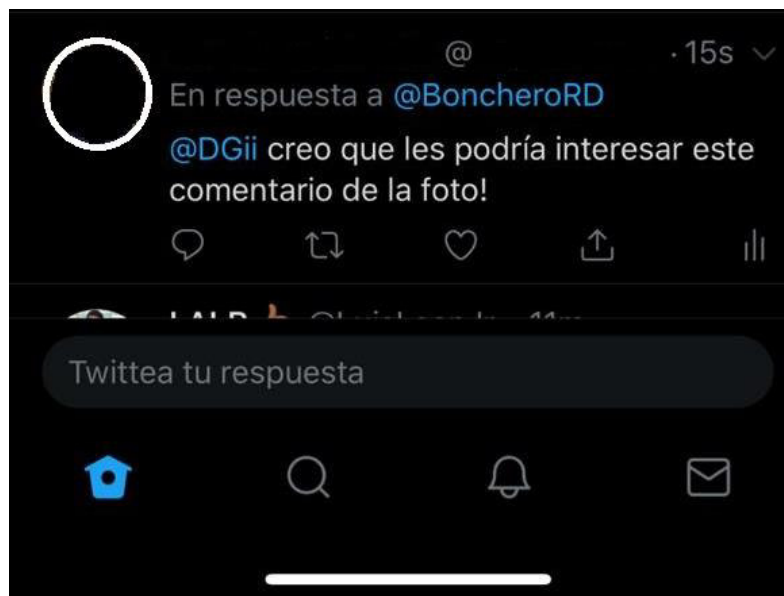 @ · 15s
En respuesta a @BoncheroRD
@DGii creo que les podría interesar este
comentario de la foto!
Twittea tu respuesta